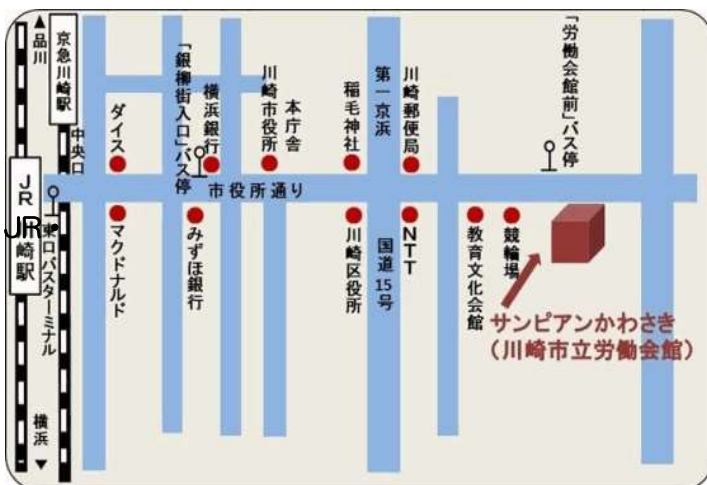 ▲品川
京急川崎駅
中央口
JR川崎駅
JR・
東口バスターミナル
横浜▼
ダイス
マクドナルド
「銀柳街入口」バス停
横浜銀行
みずほ銀行
川崎市役所
本庁舎
市役所通り
稲毛神社
川崎区役所
第一京浜
国道15号
川崎郵便局
NTT
教育文化会館
競輪場
「労働会館前」バス停
サンピアンかわさき
（川崎市立労働会館）